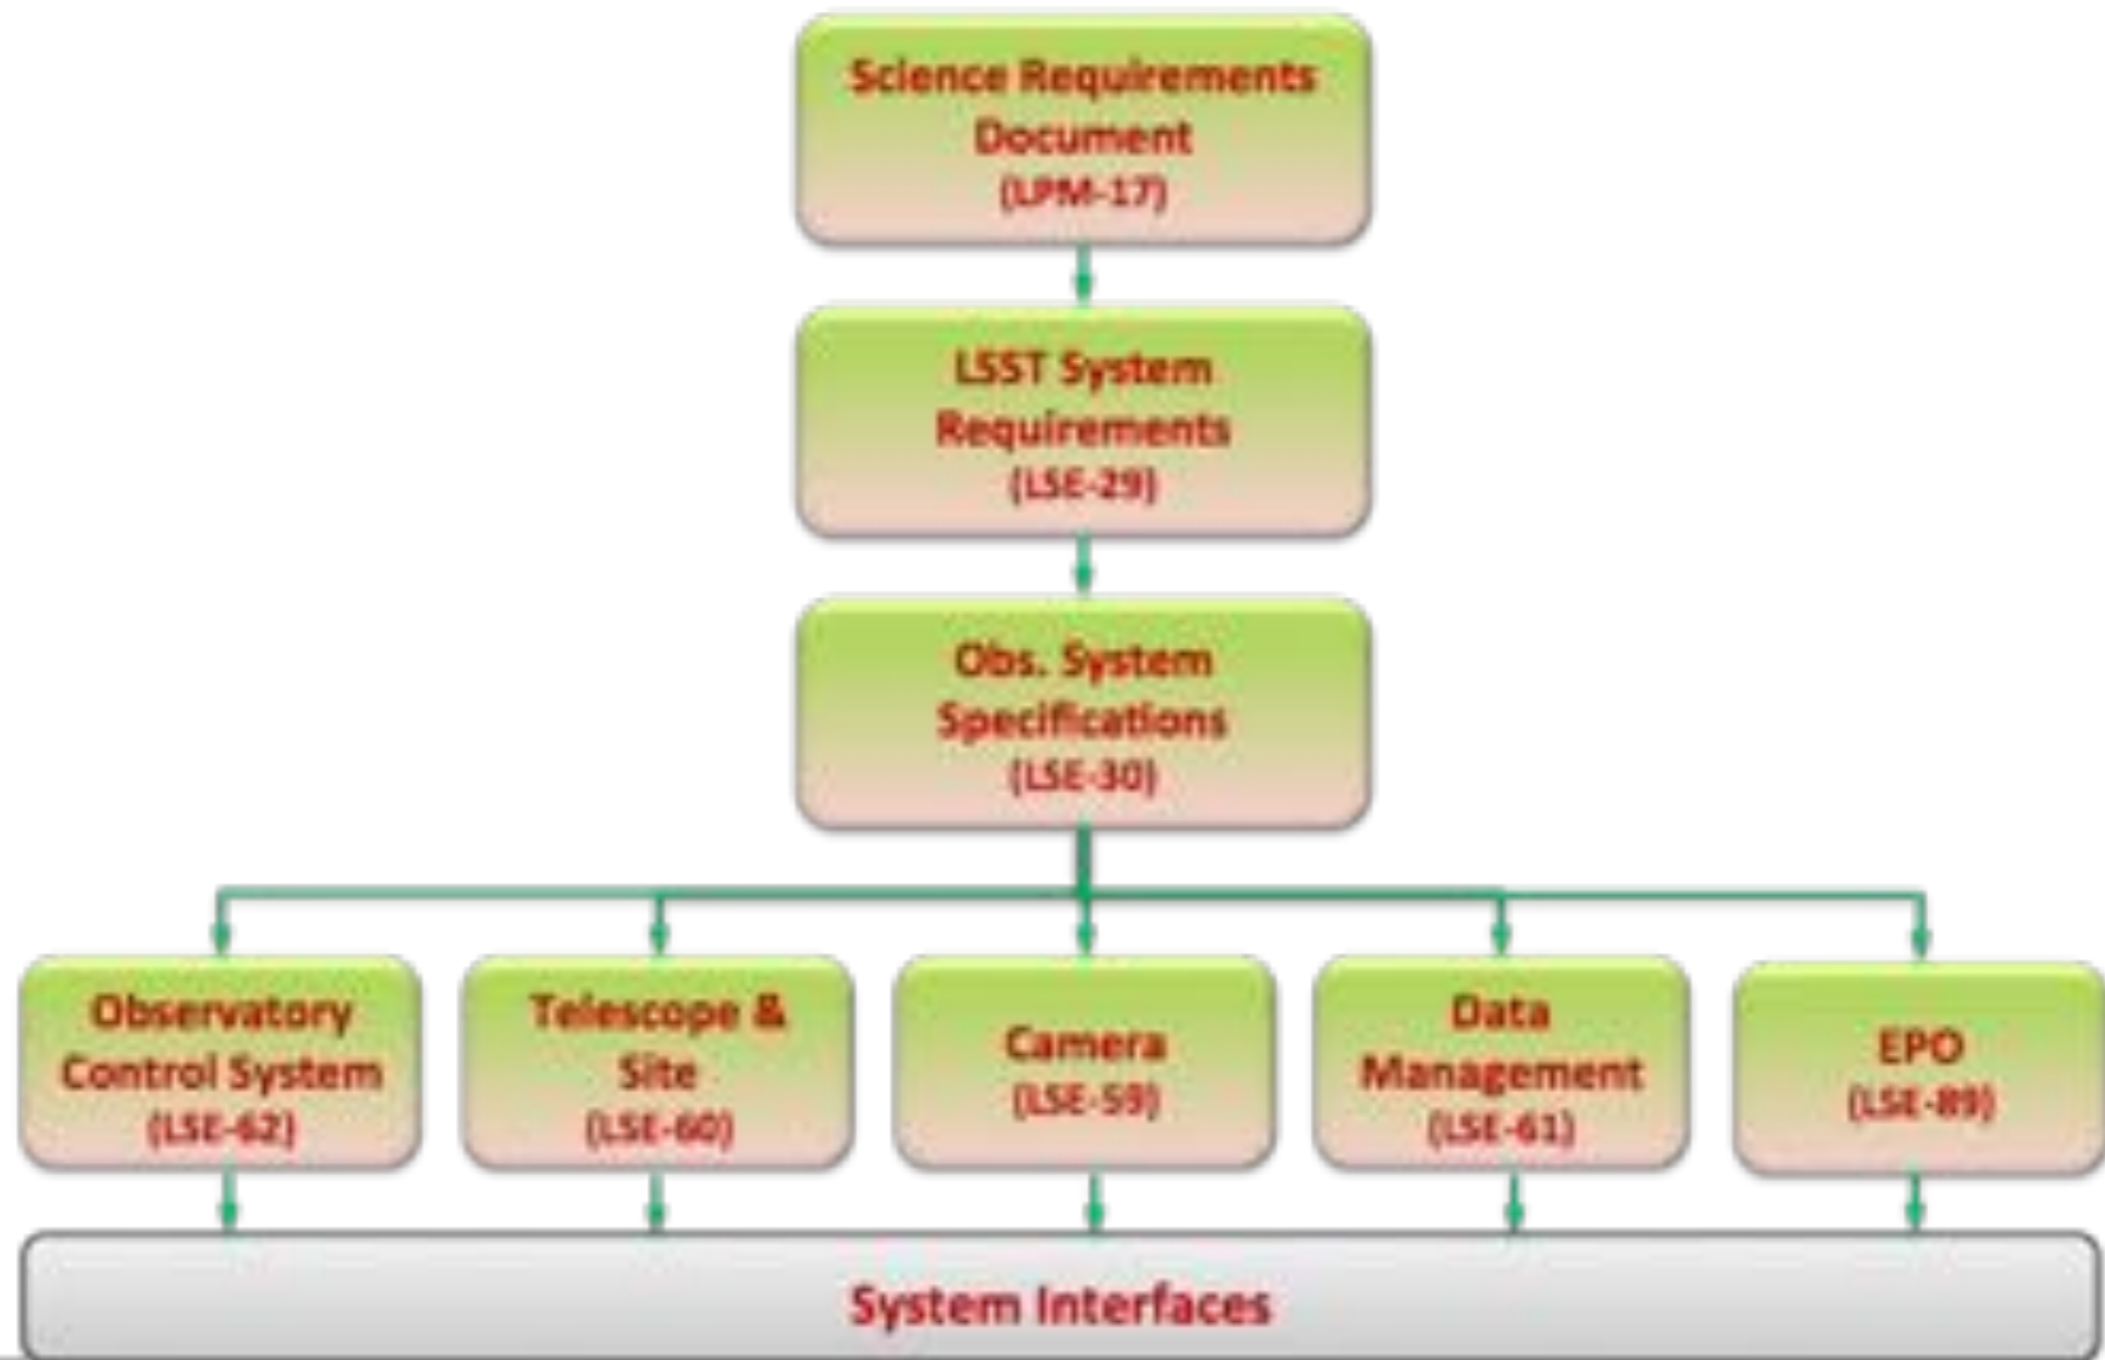 Science Requirements
Document
(LPM-17)
LSST System
Requirements
(LSE-29)
Obs. System
Specifications
(LSE-30)
Observatory
Control System
(LSE-62)
Telescope &
Site
(LSE-60)
Camera
(LSE-59)
Data
Management
(LSE-61)
EPO
(LSE-89)
System Interfaces